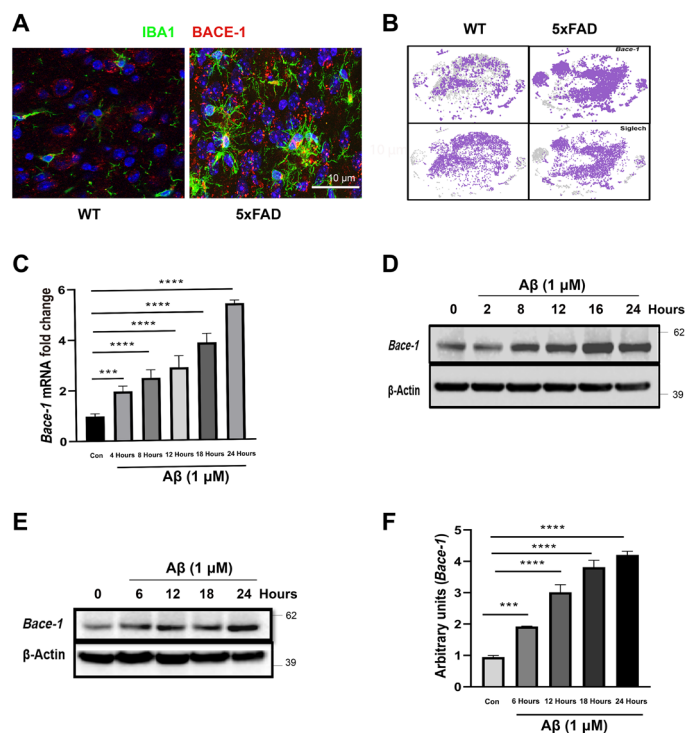 A
IBA1 BACE-1
10 µm
WT 5xFAD
B
WT 5xFAD
Bace-1
Siglech
10 µm
C
Bace-1 mRNA fold change
6
4
2
0
****
****
****
****
***
Con 4 Hours 8 Hours 12 Hours 18 Hours 24 Hours
Aβ (1 µM)
D
Aβ (1 µM)
0 2 8 12 16 24 Hours
Bace-1
62
β-Actin
39
E
Aβ (1 µM)
0 6 12 18 24 Hours
Bace-1
62
β-Actin
39
F
Arbitrary units (Bace-1)
5
4
3
2
1
0
****
****
****
***
Con 6 Hours 12 Hours 18 Hours 24 Hours
Aβ (1 µM)